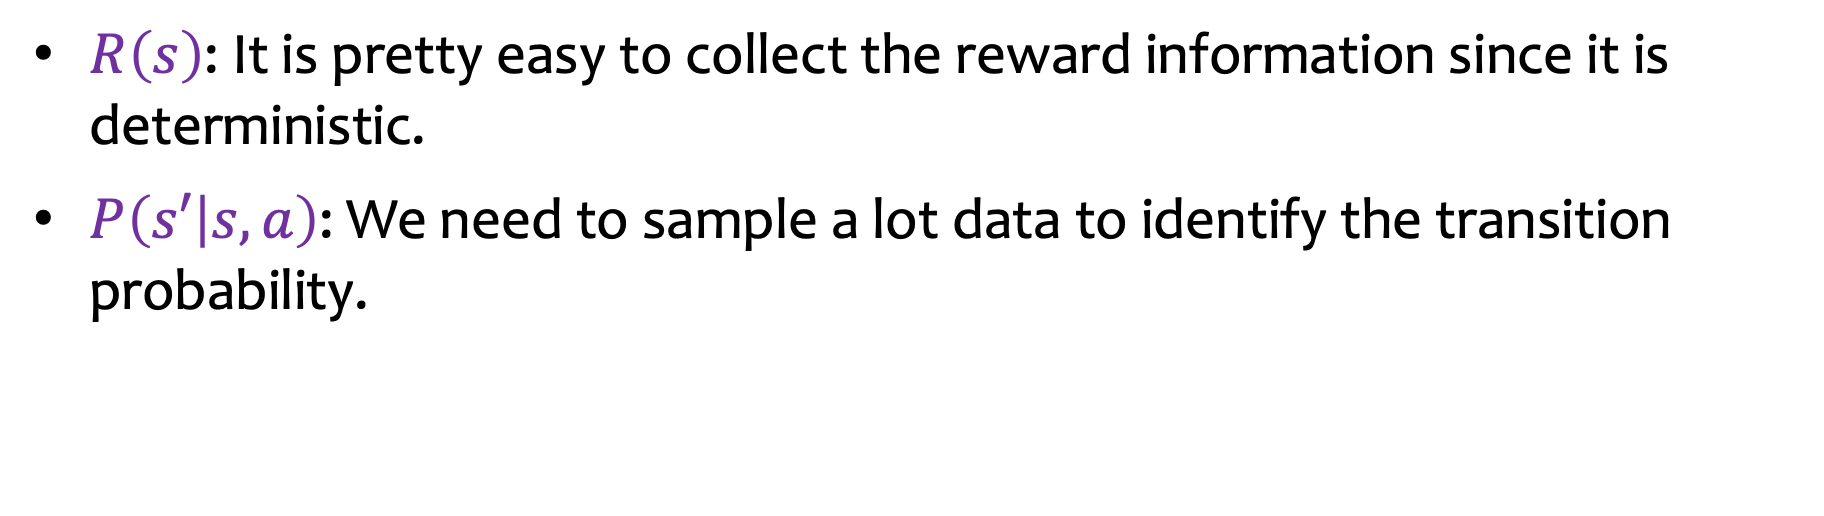 • R(s): It is pretty easy to collect the reward information since it is
deterministic.
• P(s′|s, a): We need to sample a lot data to identify the transition
probability.